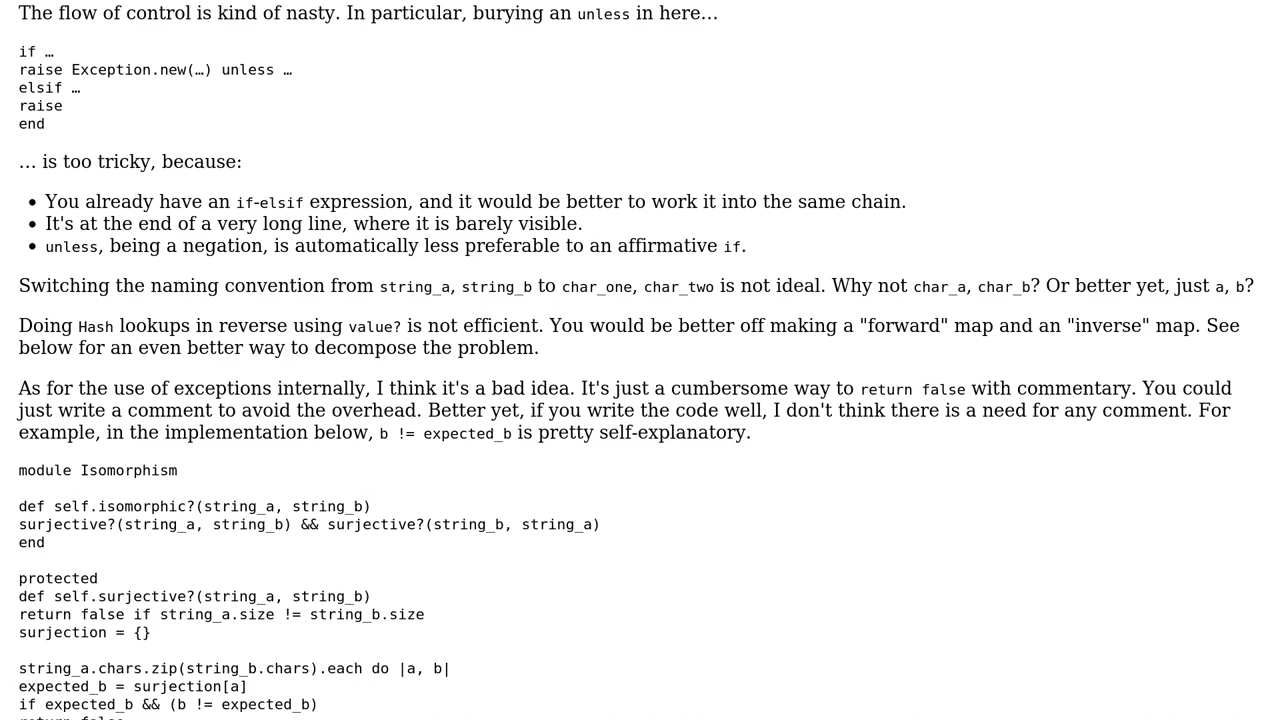 The flow of control is kind of nasty. In particular, burying an unless in here…
if …
raise Exception.new(…) unless …
elsif …
raise
end
… is too tricky, because:
• You already have an if-elsif expression, and it would be better to work it into the same chain.
• It's at the end of a very long line, where it is barely visible.
• unless, being a negation, is automatically less preferable to an affirmative if.
Switching the naming convention from string_a, string_b to char_one, char_two is not ideal. Why not char_a, char_b? Or better yet, just a, b?
Doing Hash lookups in reverse using value? is not efficient. You would be better off making a "forward" map and an "inverse" map. See
below for an even better way to decompose the problem.
As for the use of exceptions internally, I think it's a bad idea. It's just a cumbersome way to return false with commentary. You could
just write a comment to avoid the overhead. Better yet, if you write the code well, I don't think there is a need for any comment. For
example, in the implementation below, b != expected_b is pretty self-explanatory.
module Isomorphism
def self.isomorphic?(string_a, string_b)
surjective?(string_a, string_b) && surjective?(string_b, string_a)
end
protected
def self.surjective?(string_a, string_b)
return false if string_a.size != string_b.size
surjection = {}
string_a.chars.zip(string_b.chars).each do |a, b|
expected_b = surjection[a]
if expected_b && (b != expected_b)